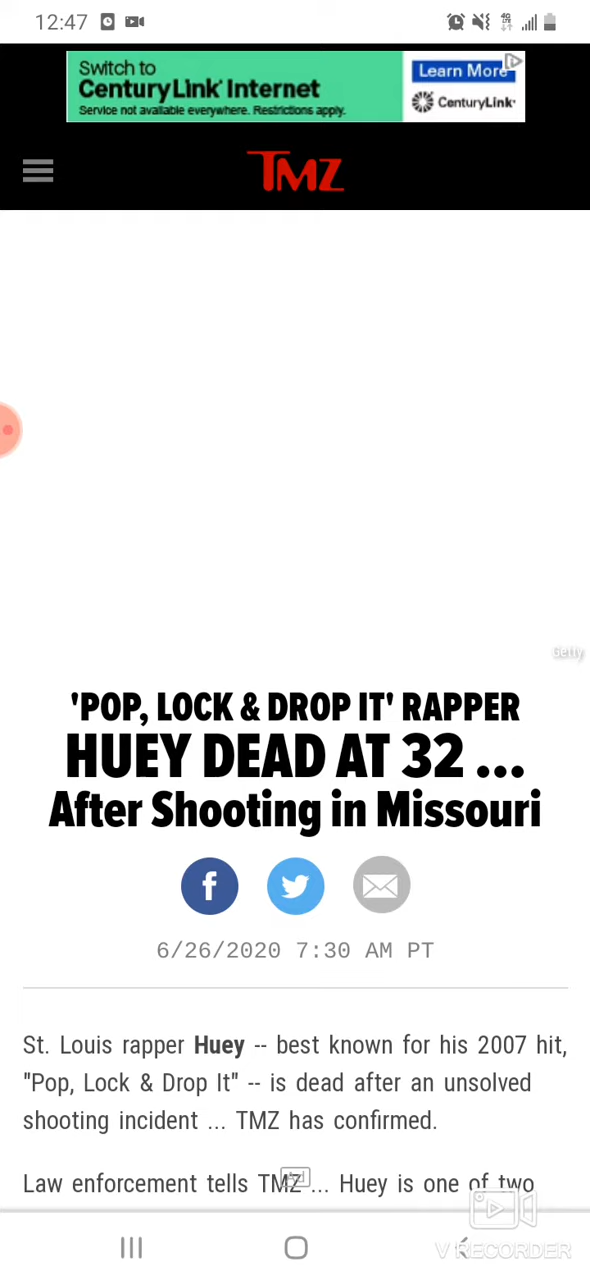 12:47
Switch to
CenturyLink Internet
Service not available everywhere. Restrictions apply.
Learn More
CenturyLink
TMZ
Getty
'POP, LOCK & DROP IT' RAPPER
HUEY DEAD AT 32 ...
After Shooting in Missouri
6/26/2020 7:30 AM PT
St. Louis rapper Huey -- best known for his 2007 hit,
"Pop, Lock & Drop It" -- is dead after an unsolved
shooting incident ... TMZ has confirmed.
Law enforcement tells TMZ ... Huey is one of two
Ad
V RECORDER